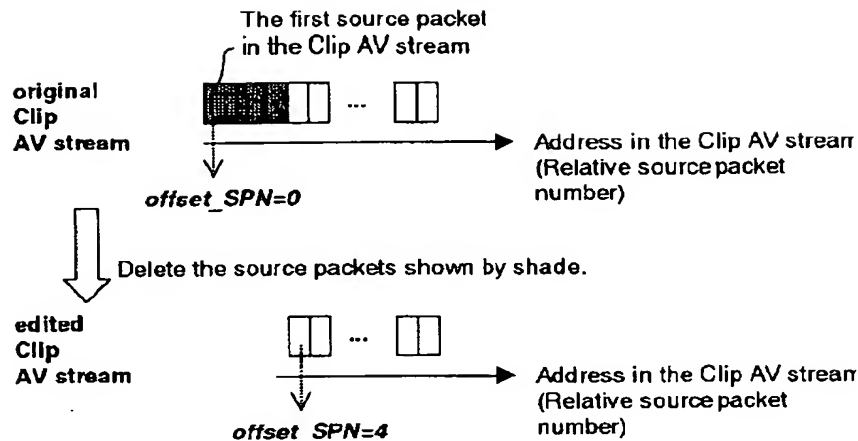 The first source packet
in the Clip AV stream
original
Clip
AV stream
...
Address in the Clip AV stream
(Relative source packet
number)
offset_SPN=0
Delete the source packets shown by shade.
edited
Clip
AV stream
...
Address in the Clip AV stream
(Relative source packet
number)
offset_SPN=4